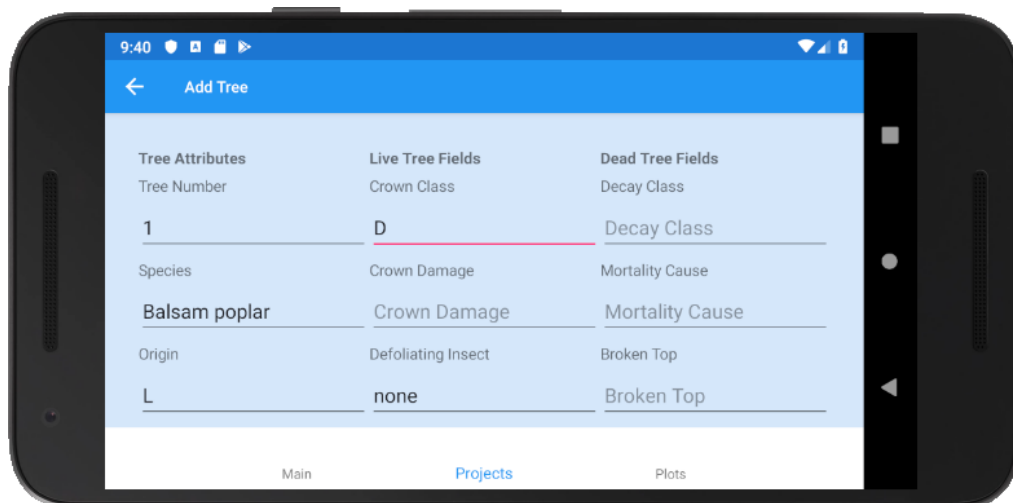 9:40
Add Tree
Tree Attributes Live Tree Fields Dead Tree Fields
Tree Number Crown Class Decay Class
1 D Decay Class
Species Crown Damage Mortality Cause
Balsam poplar Crown Damage Mortality Cause
Origin Defoliating Insect Broken Top
L none Broken Top
Main Projects Plots